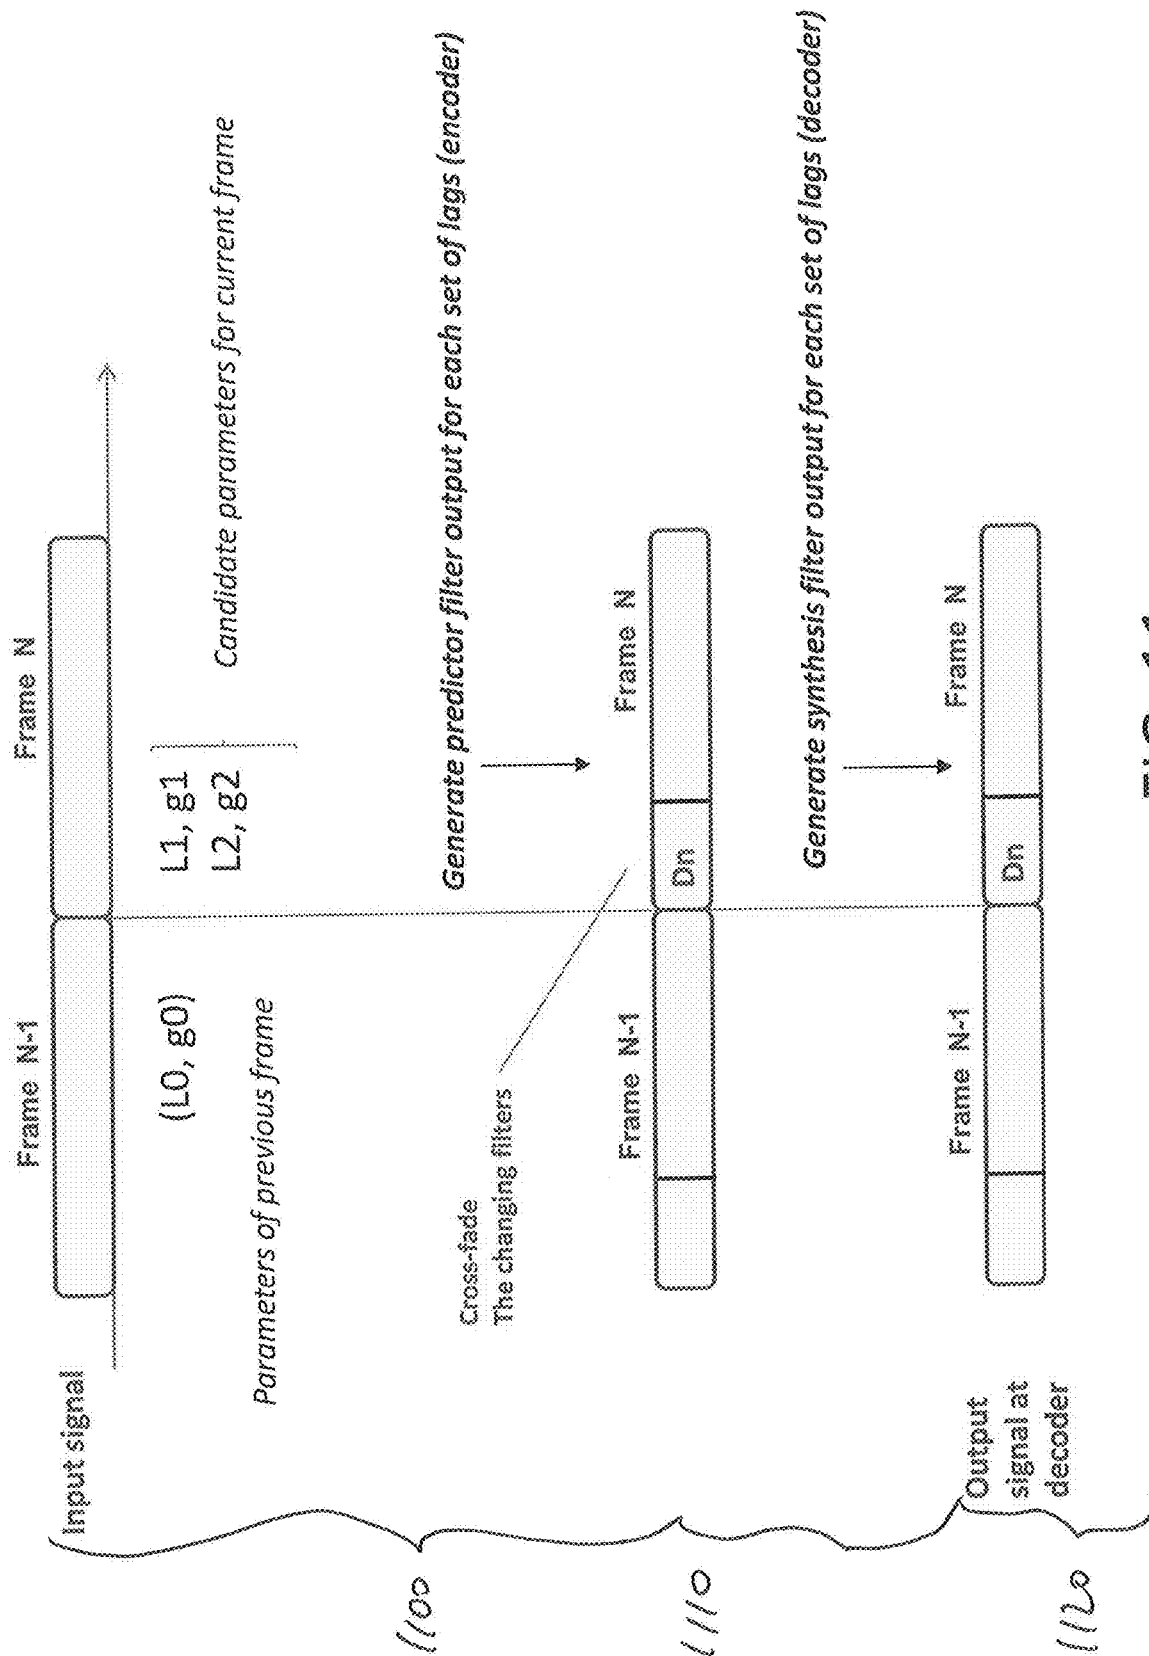 Input signal
Frame N-1
Frame N
(L0, g0)
L1, g1
L2, g2
Parameters of previous frame
Candidate parameters for current frame
Generate predictor filter output for each set of lags (encoder)
Cross-fade
The changing filters
Frame N-1
Frame N
Dn
Generate synthesis filter output for each set of lags (decoder)
Output
signal at
decoder
Frame N-1
Frame N
Dn
1100
1110
1120